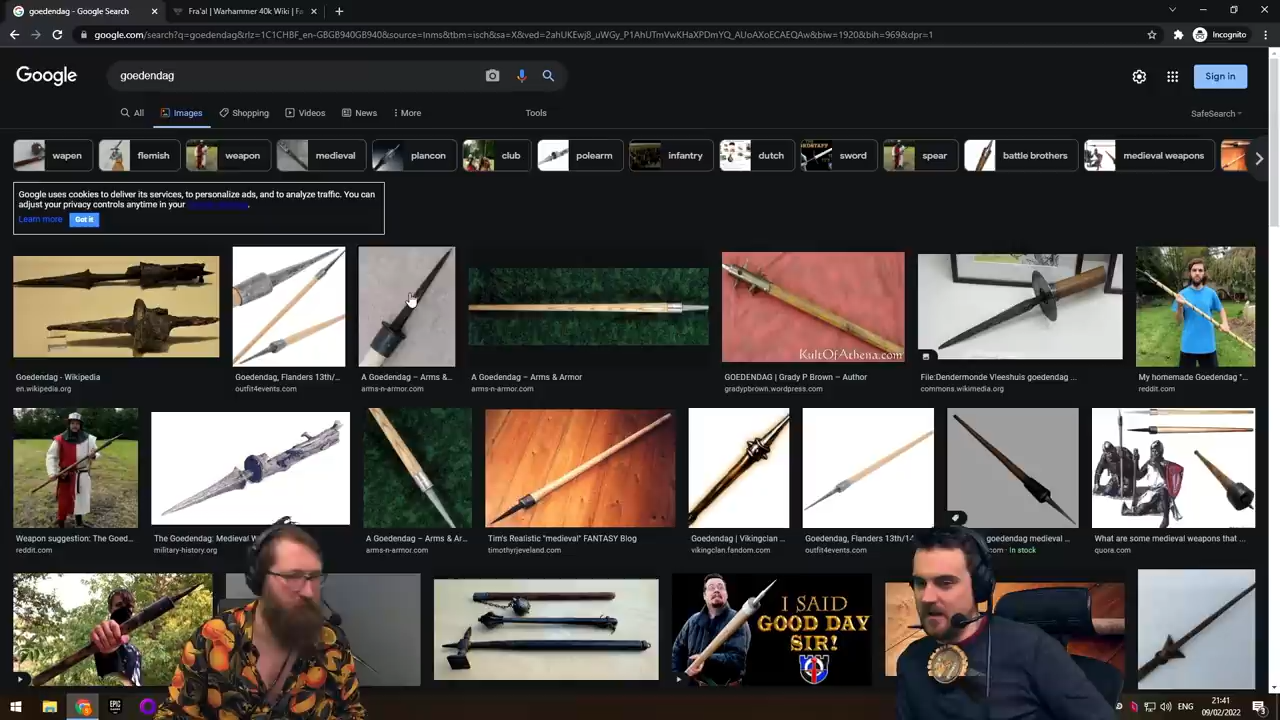 goedendag - Google Search
Fra'al | Warhammer 40k Wiki | Fa
google.com/search?q=goedendag&rlz=1C1CHBF_en-GBGB940GB940&source=lnms&tbm=isch&sa=X&ved=2ahUKEwj8_uWGy_P1AhUTmVwKHaXPDmYQ_AUoAXoECAEQAw&biw=1920&bih=969&dpr=1
Incognito
Google
goedendag
Sign in
All
Images
Shopping
Videos
News
More
Tools
SafeSearch
wapen
flemish
weapon
medieval
plancon
club
polearm
infantry
dutch
sword
spear
battle brothers
medieval weapons
Google uses cookies to deliver its services, to personalize ads, and to analyze traffic. You can
adjust your privacy controls anytime in your
Learn more
Got it
KultOfAthena.com
Goedendag - Wikipedia
en.wikipedia.org
Goedendag, Flanders 13th/...
outfit4events.com
A Goedendag – Arms &...
arms-n-armor.com
A Goedendag – Arms & Armor
arms-n-armor.com
GOEDENDAG | Grady P Brown – Author
gradypbrown.wordpress.com
File:Dendermonde Vleeshuis goedendag ...
commons.wikimedia.org
My homemade Goedendag "...
reddit.com
Weapon suggestion: The Goed...
reddit.com
The Goedendag: Medieval W
military-history.org
A Goedendag – Arms & Ar...
arms-n-armor.com
Tim's Realistic "medieval" FANTASY Blog
timothyrjeveland.com
Goedendag | Vikingclan ...
vikingclan.fandom.com
Goedendag, Flanders 13th/14
outfit4events.com
goedendag medieval ...
com · In stock
What are some medieval weapons that ...
quora.com
I SAID
GOOD DAY
SIR!
EPIC
ENG
21:41
09/02/2022